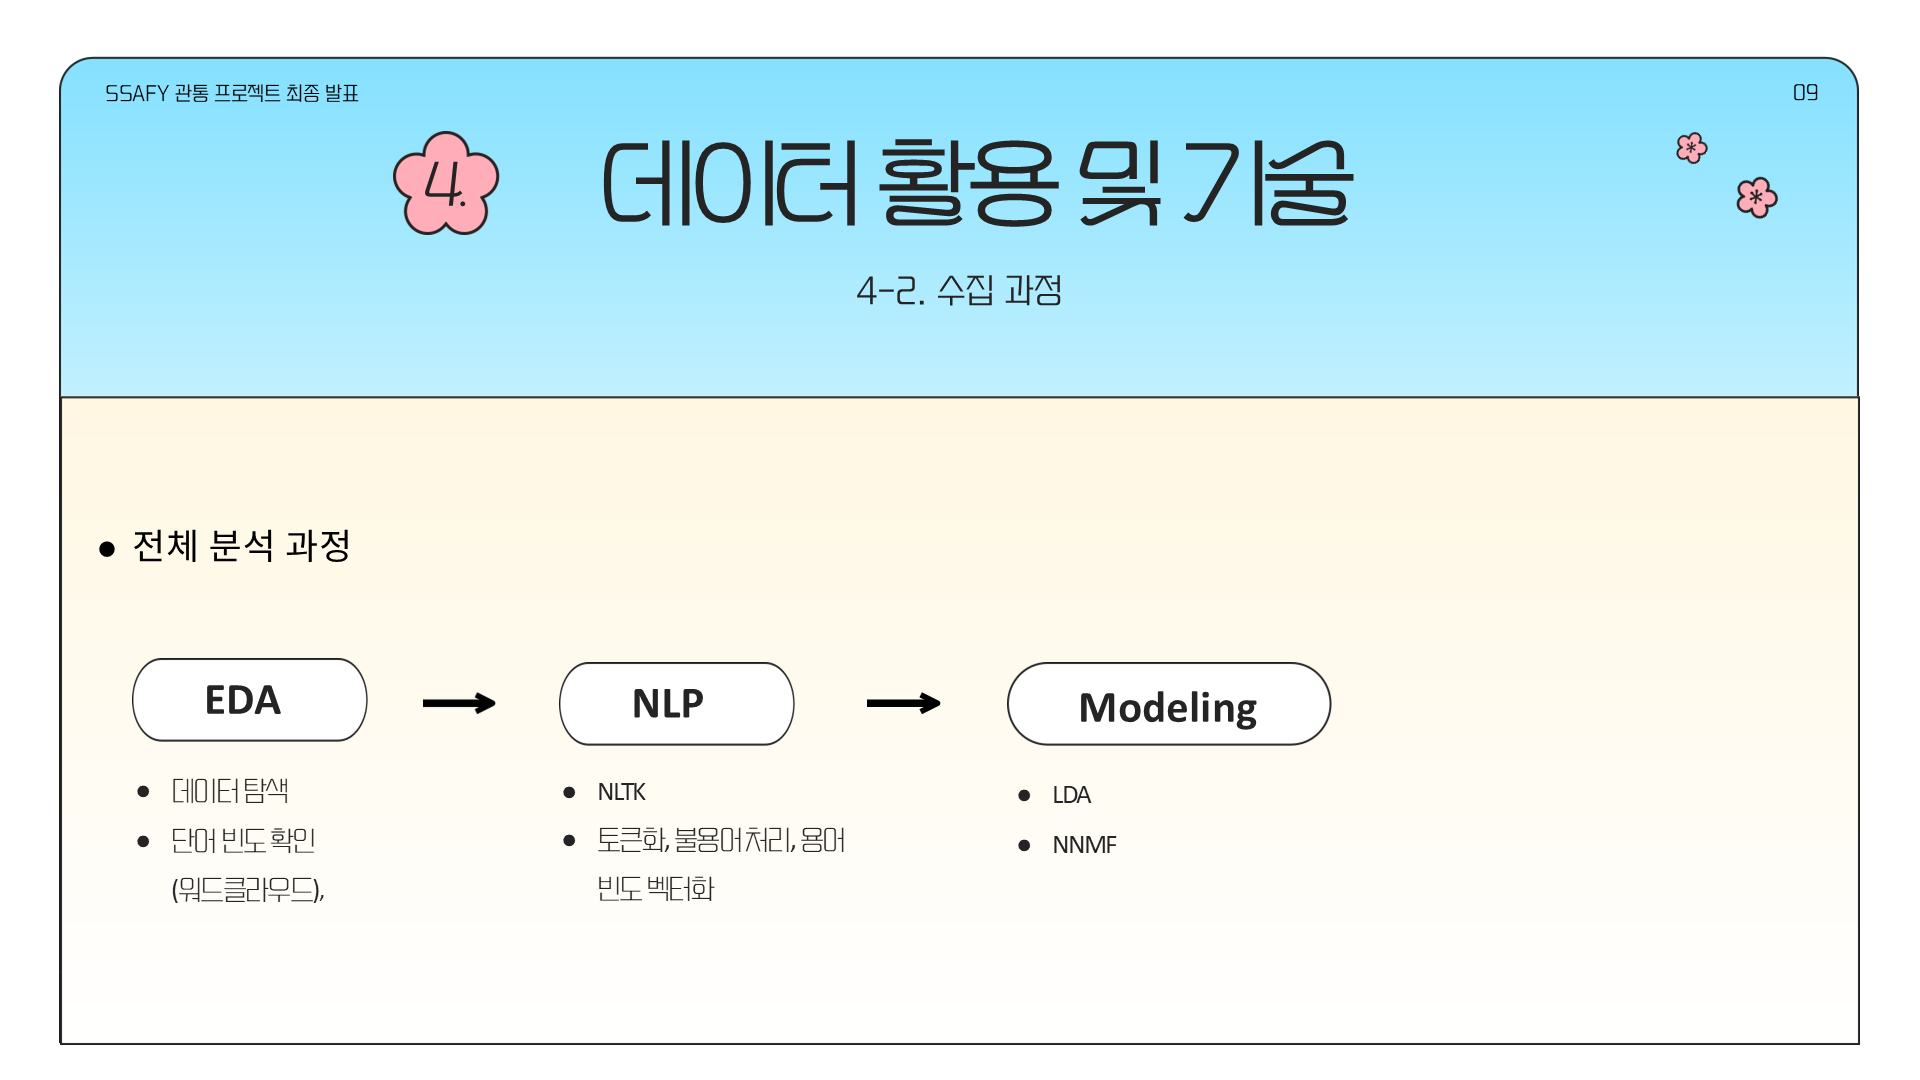 SSAFY 관통 프로젝트 최종 발표
09
4. 데이터 활용 및 기술
4-2. 수집 과정
● 전체 분석 과정
EDA → NLP → Modeling
● 데이터 탐색
● 단어 빈도 확인
(워드클라우드),
● NLTK
● 토큰화, 불용어 처리, 용어
빈도 벡터화
● LDA
● NNMF